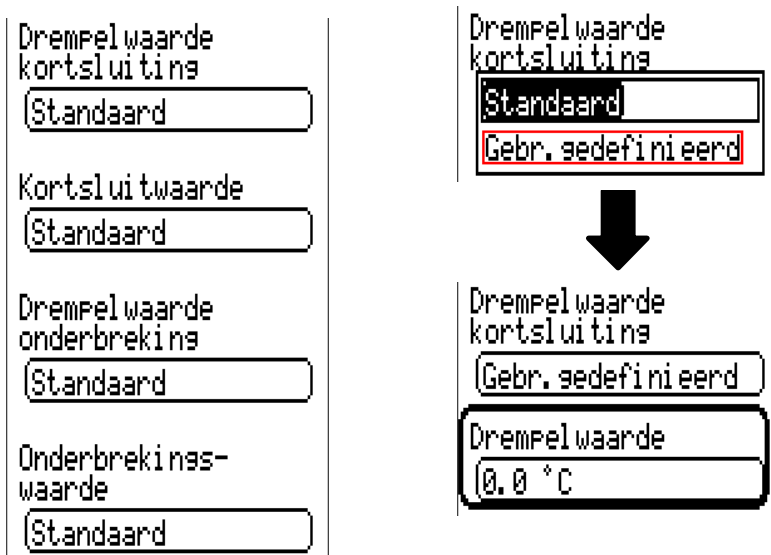 Drempelwaarde
kortsluiting
Standaard
Kortsluitwaarde
Standaard
Drempelwaarde
onderbreking
Standaard
Onderbrekings-
waarde
Standaard
Drempelwaarde
kortsluiting
Standaard
Gebr.gedefinieerd
Drempelwaarde
kortsluiting
Gebr.gedefinieerd
Drempelwaarde
0.0 °C